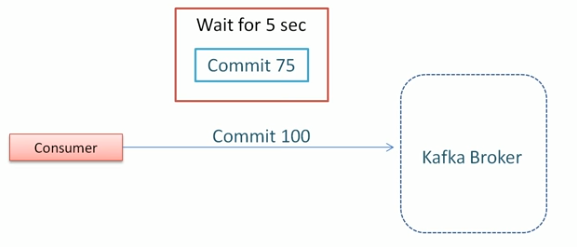 Wait for 5 sec
Commit 75
Commit 100
Consumer
Kafka Broker